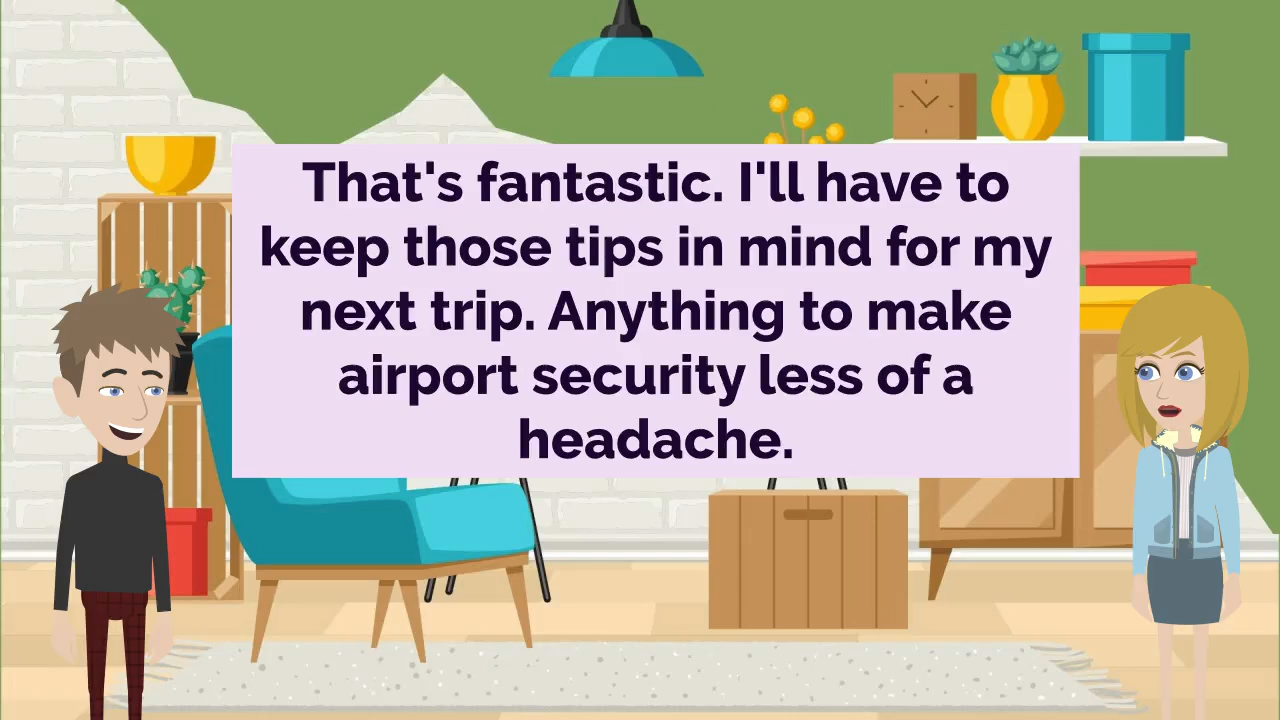 That's fantastic. I'll have to
keep those tips in mind for my
next trip. Anything to make
airport security less of a
headache.